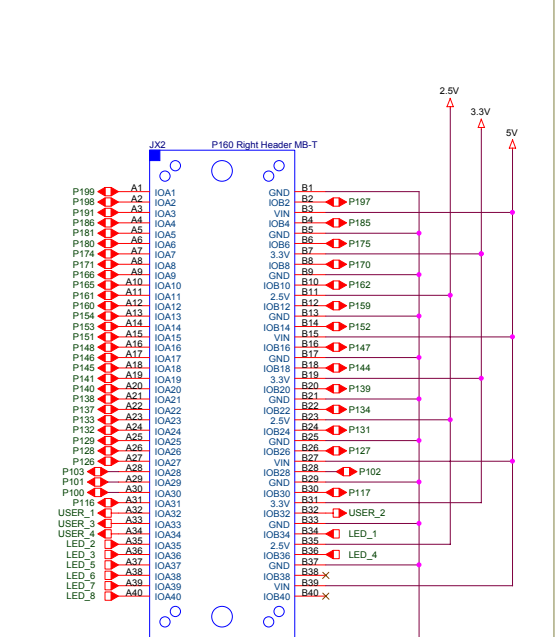 2.5V
3.3V
5V
JX2 P160 Right Header MB-T
P199 A1 IOA1 GND B1
P198 A2 IOA2 IOB2 B2 P197
P191 A3 IOA3 VIN B3
P186 A4 IOA4 IOB4 B4 P185
P181 A5 IOA5 GND B5
P180 A6 IOA6 IOB6 B6 P175
P174 A7 IOA7 3.3V B7
P171 A8 IOA8 IOB8 B8 P170
P166 A9 IOA9 GND B9
P165 A10 IOA10 IOB10 B10 P162
P161 A11 IOA11 2.5V B11
P160 A12 IOA12 IOB12 B12 P159
P154 A13 IOA13 GND B13
P153 A14 IOA14 IOB14 B14 P152
P151 A15 IOA15 VIN B15
P148 A16 IOA16 IOB16 B16 P147
P146 A17 IOA17 GND B17
P145 A18 IOA18 IOB18 B18 P144
P141 A19 IOA19 3.3V B19
P140 A20 IOA20 IOB20 B20 P139
P138 A21 IOA21 GND B21
P137 A22 IOA22 IOB22 B22 P134
P133 A23 IOA23 2.5V B23
P132 A24 IOA24 IOB24 B24 P131
P129 A25 IOA25 GND B25
P128 A26 IOA26 IOB26 B26 P127
P126 A27 IOA27 VIN B27
P103 A28 IOA28 IOB28 B28 P102
P101 A29 IOA29 GND B29
P100 A30 IOA30 IOB30 B30 P117
P116 A31 IOA31 3.3V B31
USER_1 A32 IOA32 IOB32 B32 USER_2
USER_3 A33 IOA33 GND B33
USER_4 A34 IOA34 IOB34 B34 LED_1
LED_2 A35 IOA35 2.5V B35
LED_3 A36 IOA36 IOB36 B36 LED_4
LED_5 A37 IOA37 GND B37
LED_6 A38 IOA38 IOB38 B38
LED_7 A39 IOA39 VIN B39
LED_8 A40 IOA40 IOB40 B40